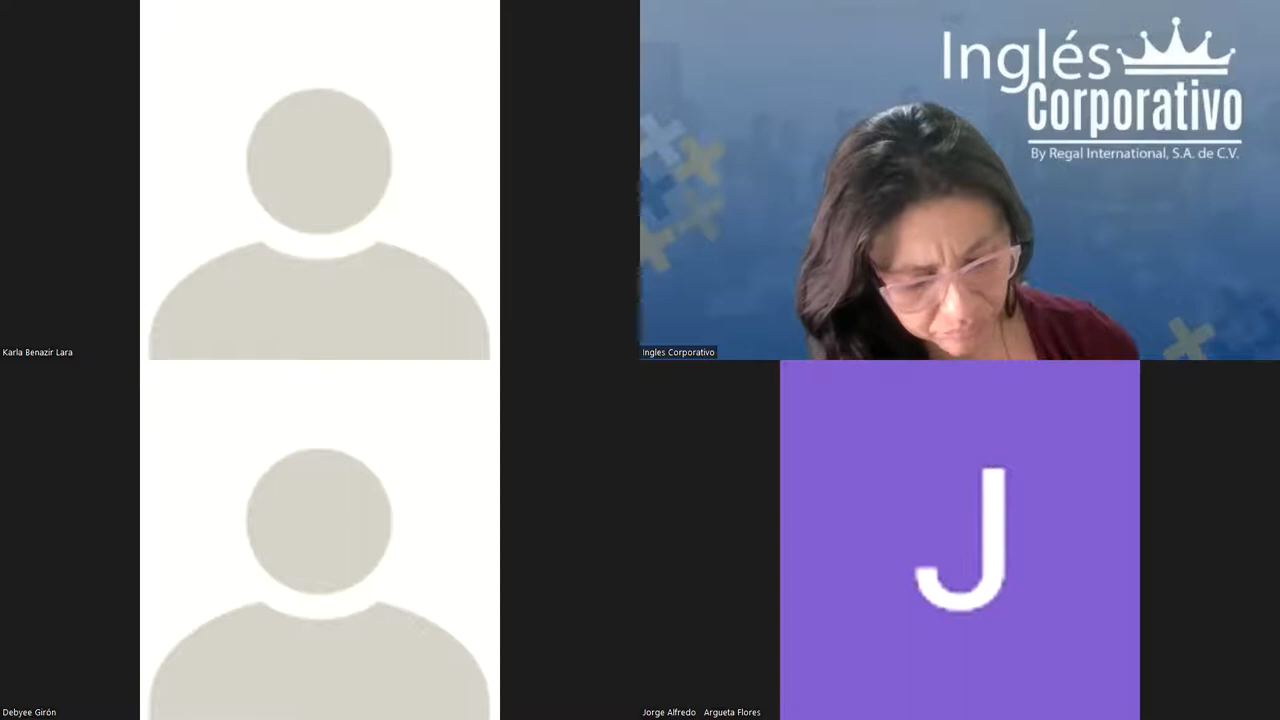 Inglés
Corporativo
By Regal International, S.A. de C.V.
Karla Benazir Lara
Ingles Corporativo
J
Debyee Girón
Jorge Alfredo Argueta Flores